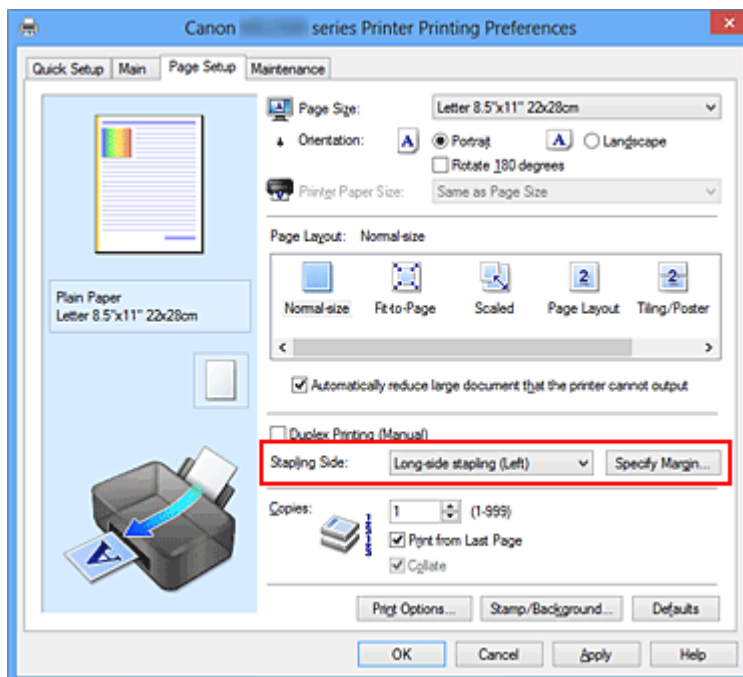 Canon series Printer Printing Preferences
Quick Setup Main Page Setup Maintenance
Page Size: Letter 8.5"x11" 22x28cm
Orientation: A Portrait A Landscape
Rotate 180 degrees
Printer Paper Size: Same as Page Size
Page Layout: Normal-size
2 2
Normal-size Fit-to-Page Scaled Page Layout Tiling/Poster
Plain Paper
Letter 8.5"x11" 22x28cm
Automatically reduce large document that the printer cannot output
Duplex Printing (Manual)
Stapling Side: Long-side stapling (Left) Specify Margin...
Copies: 1 (1-999)
Print from Last Page
Collate
A
Print Options... Stamp/Background... Defaults
OK Cancel Apply Help